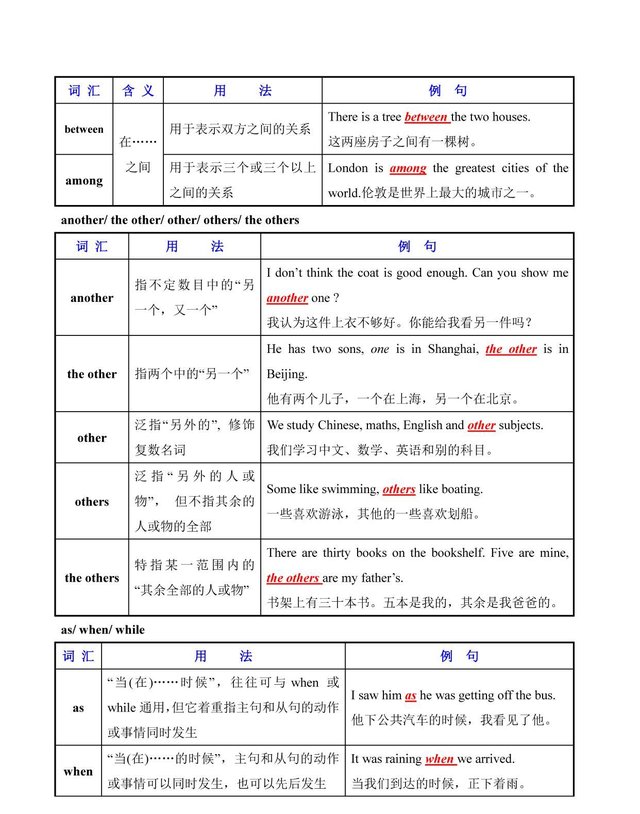 词 汇 含 义 用 法 例 句
between 在…… 之间 用于表示双方之间的关系 There is a tree between the two houses.
这两座房子之间有一棵树。
among 用于表示三个或三个以上 London is among the greatest cities of the
之间的关系 world.伦敦是世界上最大的城市之一。
another/ the other/ other/ others/ the others
词 汇 用 法 例 句
another
指不定数目中的“另
一个，又一个”
I don’t think the coat is good enough. Can you show me
another one ?
我认为这件上衣不够好。你能给我看另一件吗？
the other
指两个中的“另一个”
He has two sons, one is in Shanghai, the other is in
Beijing.
他有两个儿子，一个在上海，另一个在北京。
other
泛指“另外的”, 修饰
复数名词
We study Chinese, maths, English and other subjects.
我们学习中文、数学、英语和别的科目。
others
泛指“另外的人或
物”， 但不指其余的
人或物的全部
Some like swimming, others like boating.
一些喜欢游泳，其他的一些喜欢划船。
the others
特指某一范围内的
“其余全部的人或物”
There are thirty books on the bookshelf. Five are mine,
the others are my father’s.
书架上有三十本书。五本是我的，其余是我爸爸的。
as/ when/ while
词 汇 用 法 例 句
as
“当(在)……时候”，往往可与 when 或
while 通用,但它着重指主句和从句的动作
或事情同时发生
I saw him as he was getting off the bus.
他下公共汽车的时候，我看见了他。
when
“当(在)……的时候”，主句和从句的动作
或事情可以同时发生，也可以先后发生
It was raining when we arrived.
当我们到达的时候，正下着雨。